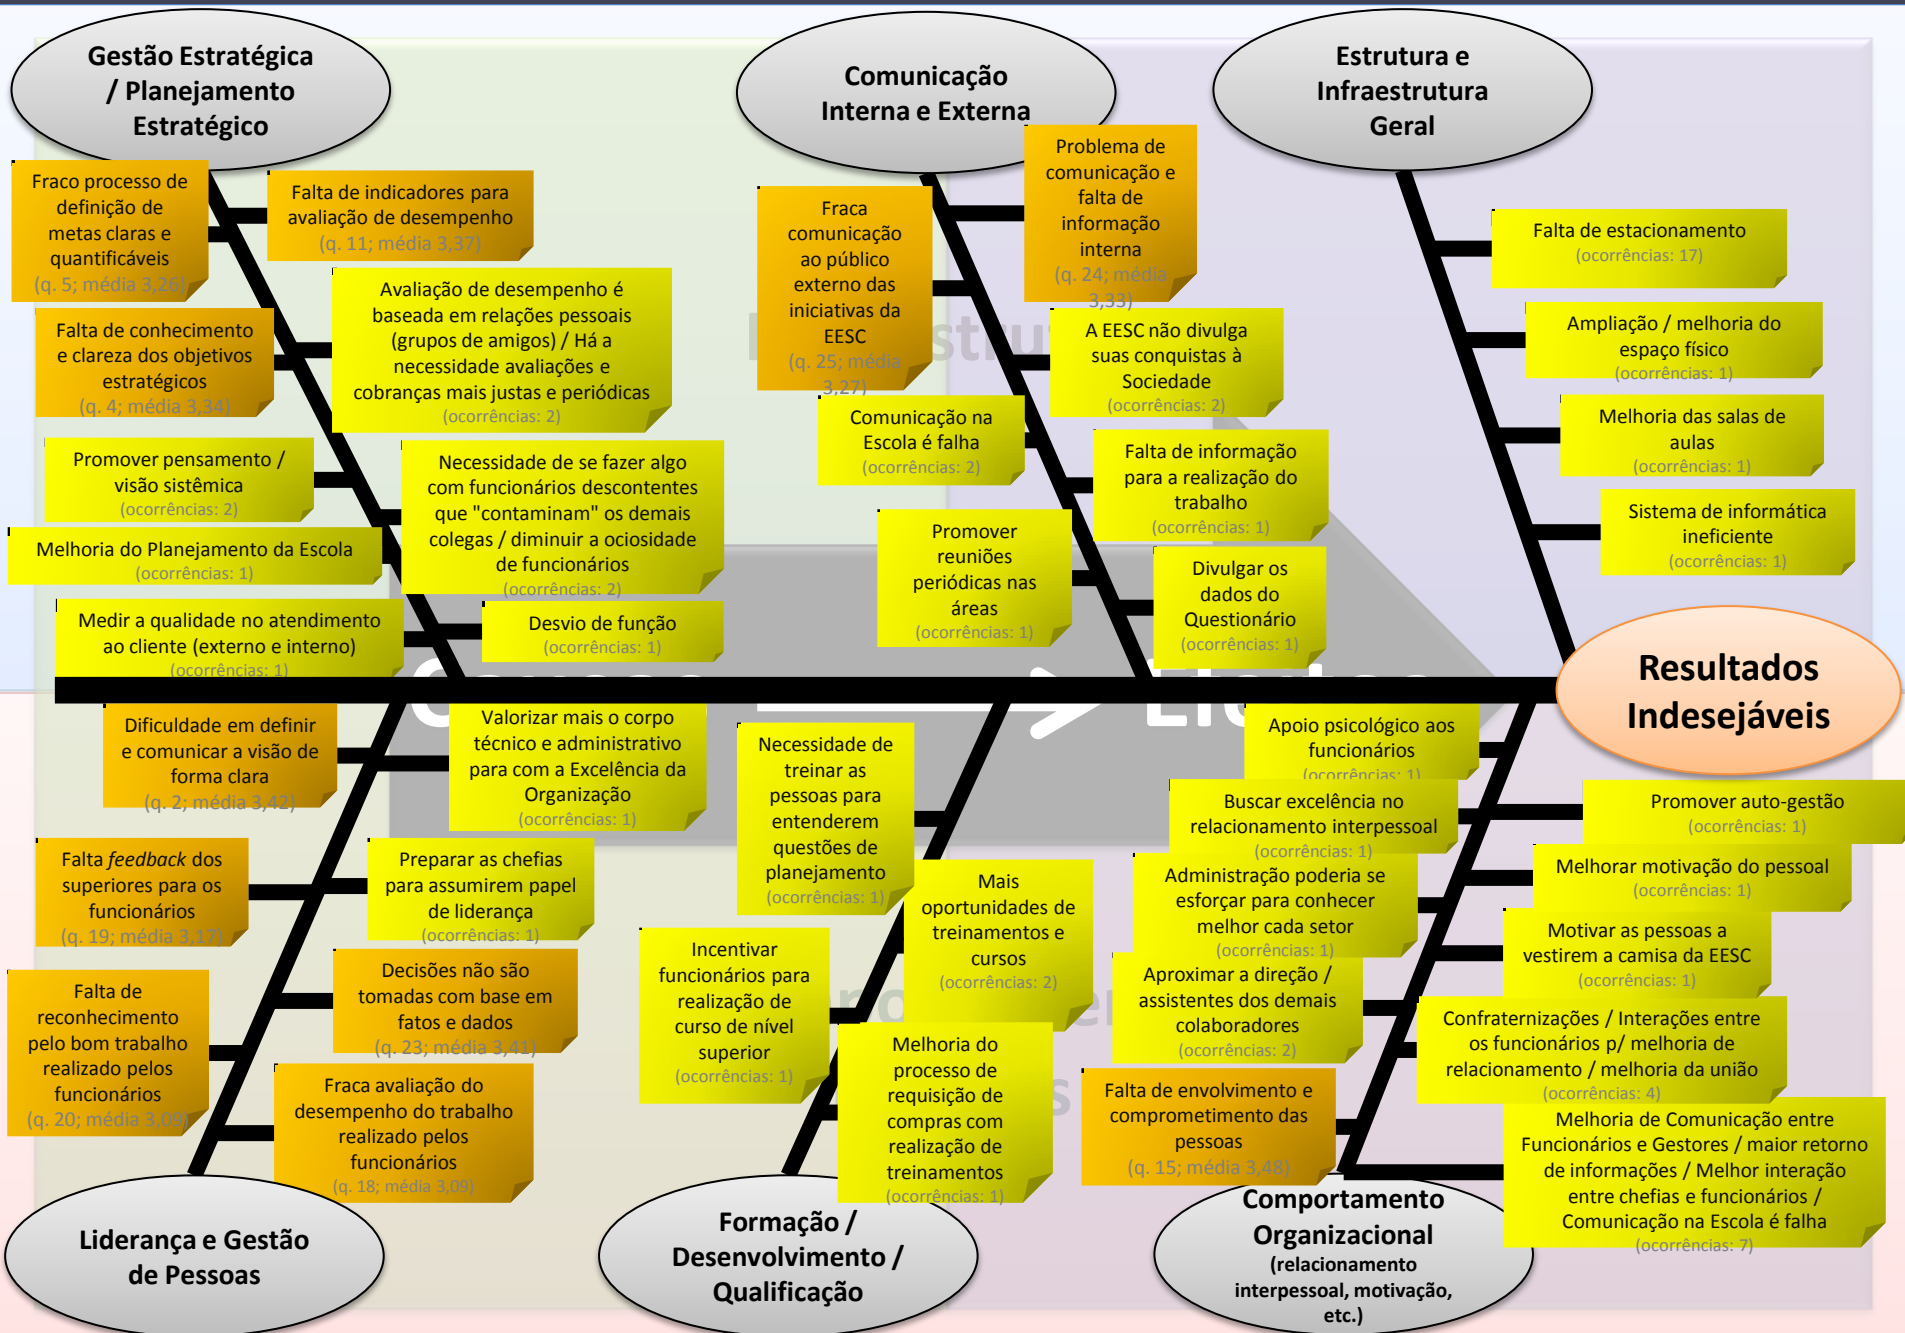 Gestão Estratégica
/ Planejamento
Estratégico
Comunicação
Interna e Externa
Estrutura e
Infraestrutura
Geral
Fraco processo de
definição de
metas claras e
quantificáveis
(q. 5; média 3,26)
Falta de indicadores para
avaliação de desempenho
(q. 11; média 3,37)
Falta de conhecimento
e clareza dos objetivos
estratégicos
(q. 4; média 3,34)
Avaliação de desempenho é
baseada em relações pessoais
(grupos de amigos) / Há a
necessidade avaliações e
cobranças mais justas e periódicas
(ocorrências: 2)
Promover pensamento /
visão sistêmica
(ocorrências: 2)
Necessidade de se fazer algo
com funcionários descontentes
que "contaminam" os demais
colegas / diminuir a ociosidade
de funcionários
(ocorrências: 2)
Melhoria do Planejamento da Escola
(ocorrências: 1)
Medir a qualidade no atendimento
ao cliente (externo e interno)
(ocorrências: 1)
Desvio de função
(ocorrências: 1)
Fraca
comunicação
ao público
externo das
iniciativas da
EESC
(q. 25; média
3,27)
Problema de
comunicação e
falta de
informação
interna
(q. 24; média
3,33)
A EESC não divulga
suas conquistas à
Sociedade
(ocorrências: 2)
Comunicação na
Escola é falha
(ocorrências: 2)
Falta de informação
para a realização do
trabalho
(ocorrências: 1)
Promover
reuniões
periódicas nas
áreas
(ocorrências: 1)
Divulgar os
dados do
Questionário
(ocorrências: 1)
Falta de estacionamento
(ocorrências: 17)
Ampliação / melhoria do
espaço físico
(ocorrências: 1)
Melhoria das salas de
aulas
(ocorrências: 1)
Sistema de informática
ineficiente
(ocorrências: 1)
Resultados
Indesejáveis
Dificuldade em definir
e comunicar a visão de
forma clara
(q. 2; média 3,42)
Valorizar mais o corpo
técnico e administrativo
para com a Excelência da
Organização
(ocorrências: 1)
Falta feedback dos
superiores para os
funcionários
(q. 19; média 3,17)
Preparar as chefias
para assumirem papel
de liderança
(ocorrências: 1)
Falta de
reconhecimento
pelo bom trabalho
realizado pelos
funcionários
(q. 20; média 3,09)
Decisões não são
tomadas com base em
fatos e dados
(q. 23; média 3,41)
Fraca avaliação do
desempenho do trabalho
realizado pelos
funcionários
(q. 18; média 3,09)
Necessidade de
treinar as
pessoas para
entenderem
questões de
planejamento
(ocorrências: 1)
Mais
oportunidades de
treinamentos e
cursos
(ocorrências: 2)
Incentivar
funcionários para
realização de
curso de nível
superior
(ocorrências: 1)
Melhoria do
processo de
requisição de
compras com
realização de
treinamentos
(ocorrências: 1)
Apoio psicológico aos
funcionários
(ocorrências: 1)
Buscar excelência no
relacionamento interpessoal
(ocorrências: 1)
Administração poderia se
esforçar para conhecer
melhor cada setor
(ocorrências: 1)
Aproximar a direção /
assistentes dos demais
colaboradores
(ocorrências: 2)
Falta de envolvimento e
comprometimento das
pessoas
(q. 15; média 3,48)
Promover auto-gestão
(ocorrências: 1)
Melhorar motivação do pessoal
(ocorrências: 1)
Motivar as pessoas a
vestirem a camisa da EESC
(ocorrências: 1)
Confraternizações / Interações entre
os funcionários p/ melhoria de
relacionamento / melhoria da união
(ocorrências: 4)
Melhoria de Comunicação entre
Funcionários e Gestores / maior retorno
de informações / Melhor interação
entre chefias e funcionários /
Comunicação na Escola é falha
(ocorrências: 7)
Liderança e Gestão
de Pessoas
Formação /
Desenvolvimento /
Qualificação
Comportamento
Organizacional
(relacionamento
interpessoal, motivação,
etc.)